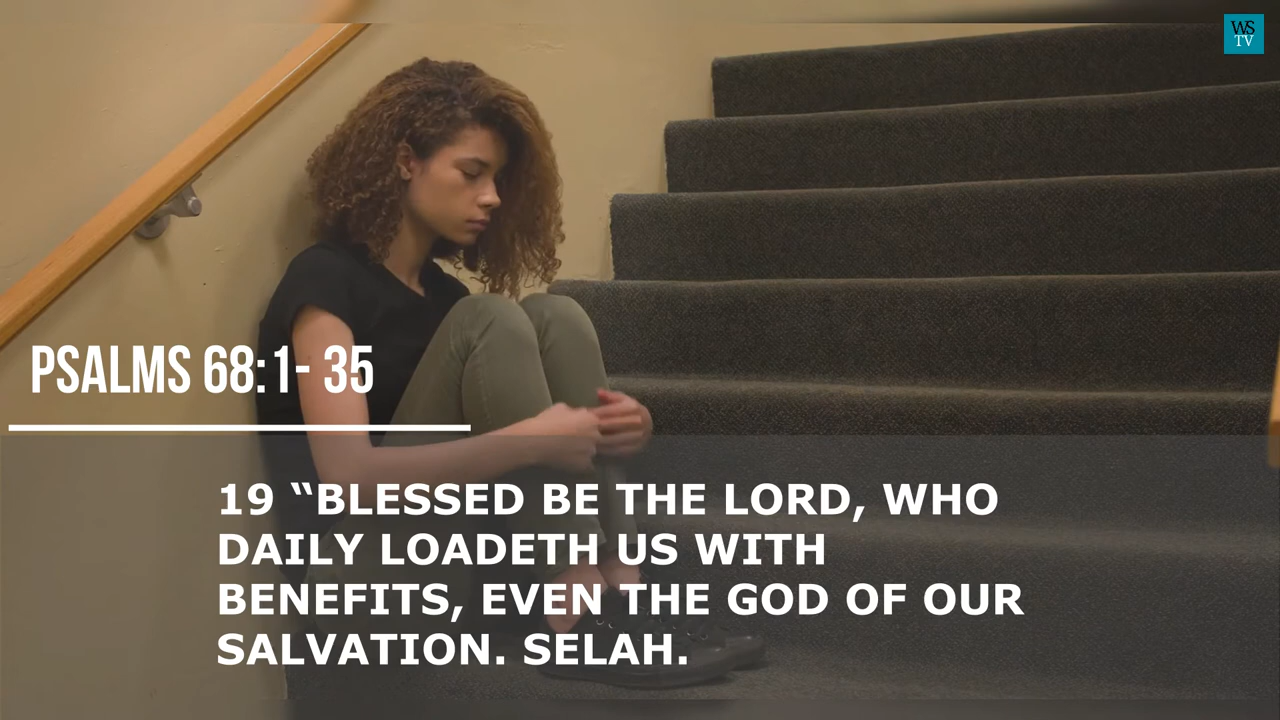 WS
TV
PSALMS 68:1- 35
19 “BLESSED BE THE LORD, WHO
DAILY LOADETH US WITH
BENEFITS, EVEN THE GOD OF OUR
SALVATION. SELAH.